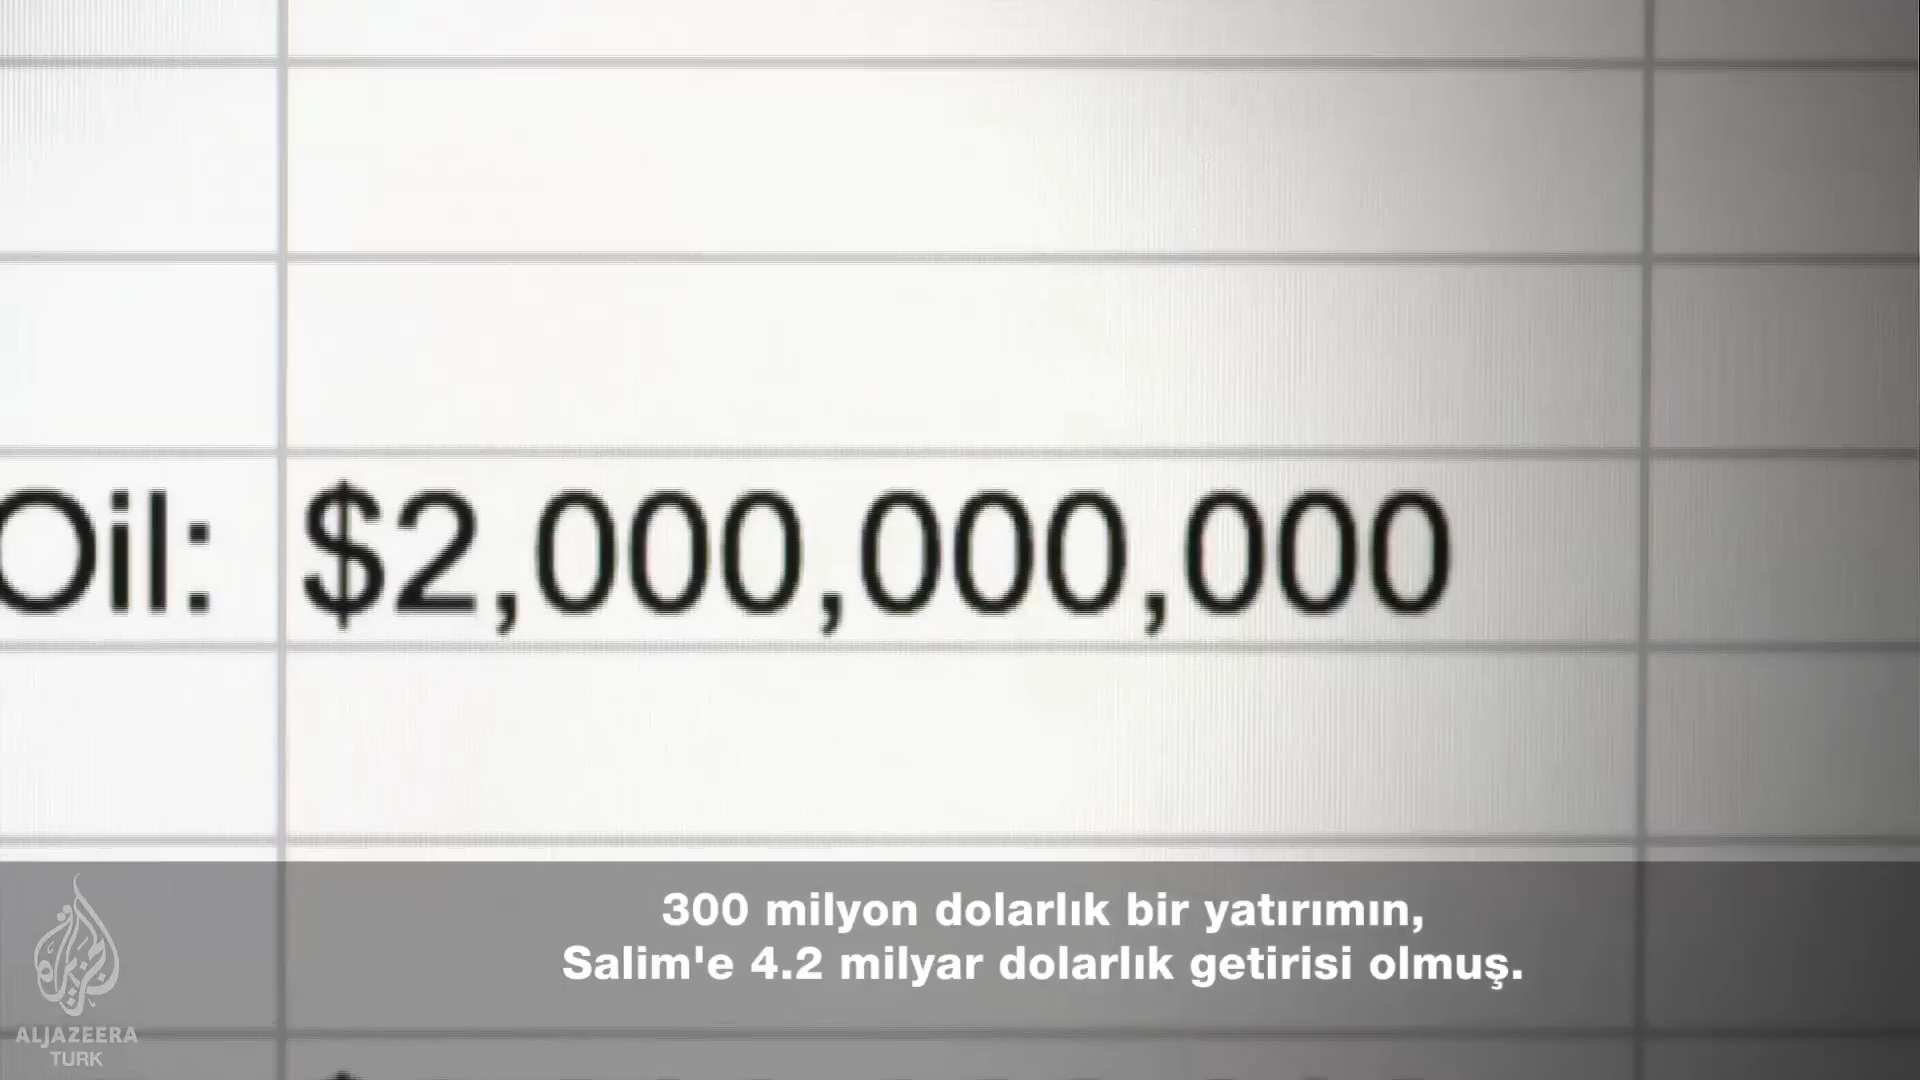 Oil: $2,000,000,000
300 milyon dolarlık bir yatırımın,
Salim'e 4.2 milyar dolarlık getirisi olmuş.
ALJAZEERA
TURK